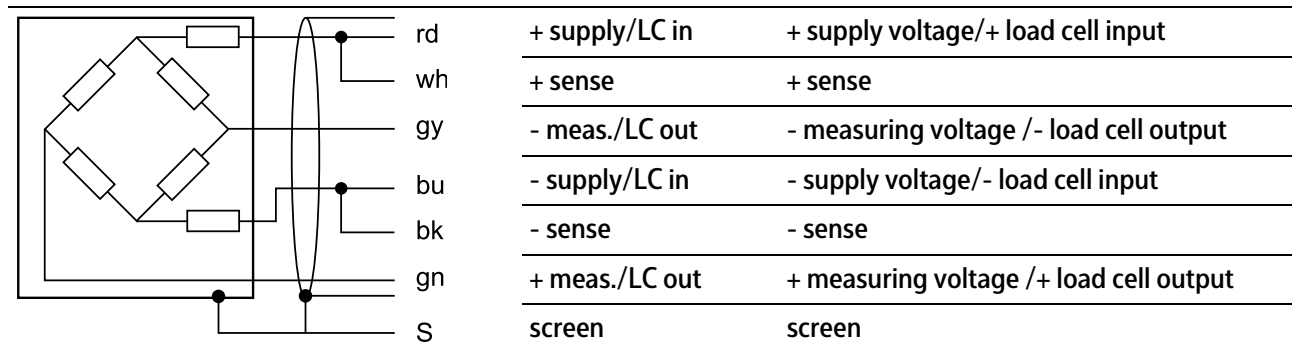 rd + supply/LC in + supply voltage/+ load cell input
wh + sense + sense
gy - meas./LC out - measuring voltage /- load cell output
bu - supply/LC in - supply voltage/- load cell input
bk - sense - sense
gn + meas./LC out + measuring voltage /+ load cell output
S screen screen